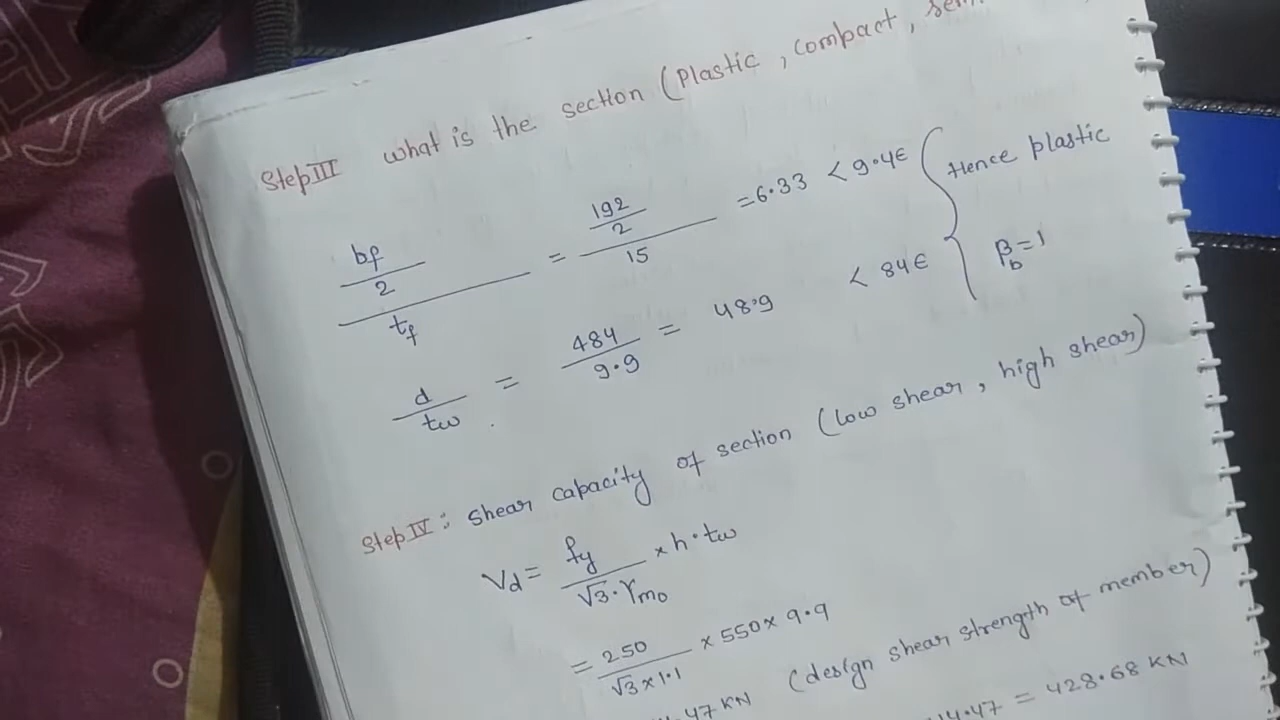 Step III What is the section (Plastic, Compact,
bf/2 / tf = 192/2 / 15 = 6.33 < 9.4ϵ
Hence plastic
d/tw = 484/9.9 = 48.9 < 84ϵ
βb = 1
Step IV: Shear capacity of section (low shear, high shear)
Vd = fy/√3.γm0 × h.tw
= 250/√3×1.1 × 550 × 9.9
.47 KN (design shear strength of member)
14.47 = 428.68 KN